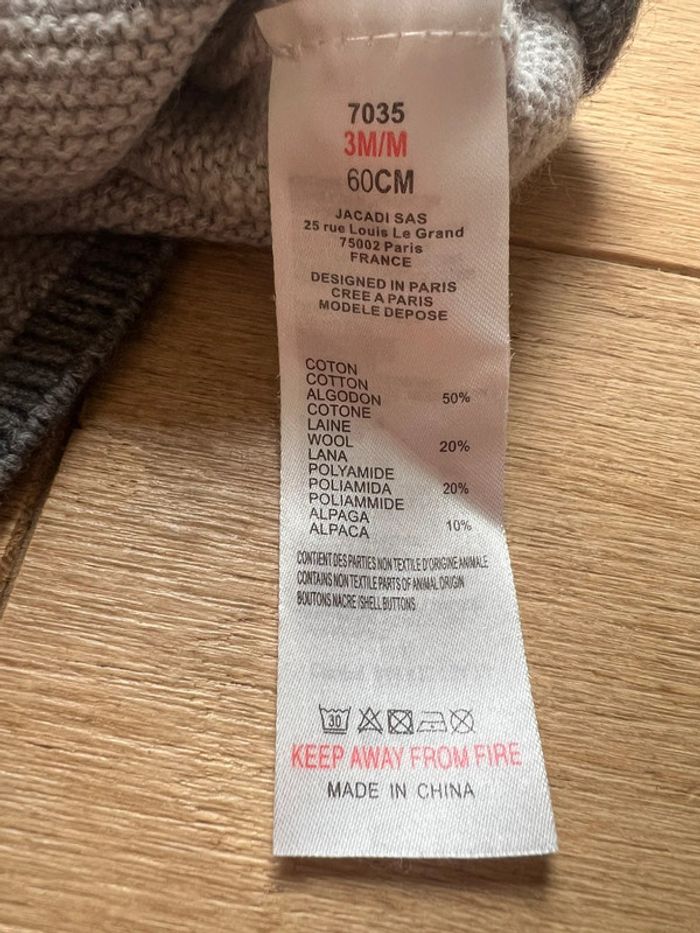 7035
3M/M
60CM
JACADI SAS
25 rue Louis Le Grand
75002 Paris
FRANCE
DESIGNED IN PARIS
CREE A PARIS
MODELE DEPOSE
COTON
COTTON
ALGODON 50%
COTONE
LAINE
WOOL 20%
LANA
POLYAMIDE
POLIAMIDA 20%
POLIAMMIDE
ALPAGA
ALPACA 10%
CONTIENT DES PARTIES NON TEXTILE D'ORIGINE ANIMALE
CONTAINS NON TEXTILE PARTS OF ANIMAL ORIGIN
BOUTONS NACRE /SHELL BUTTONS
30
KEEP AWAY FROM FIRE
MADE IN CHINA